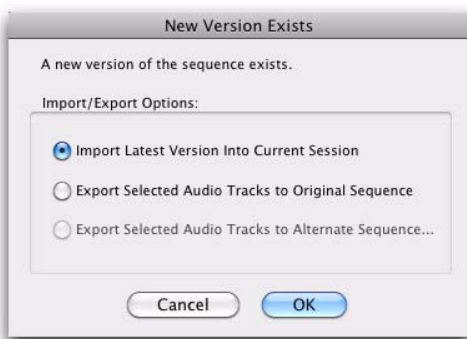 New Version Exists
A new version of the sequence exists.
Import/Export Options:
Import Latest Version Into Current Session
Export Selected Audio Tracks to Original Sequence
Export Selected Audio Tracks to Alternate Sequence...
Cancel OK